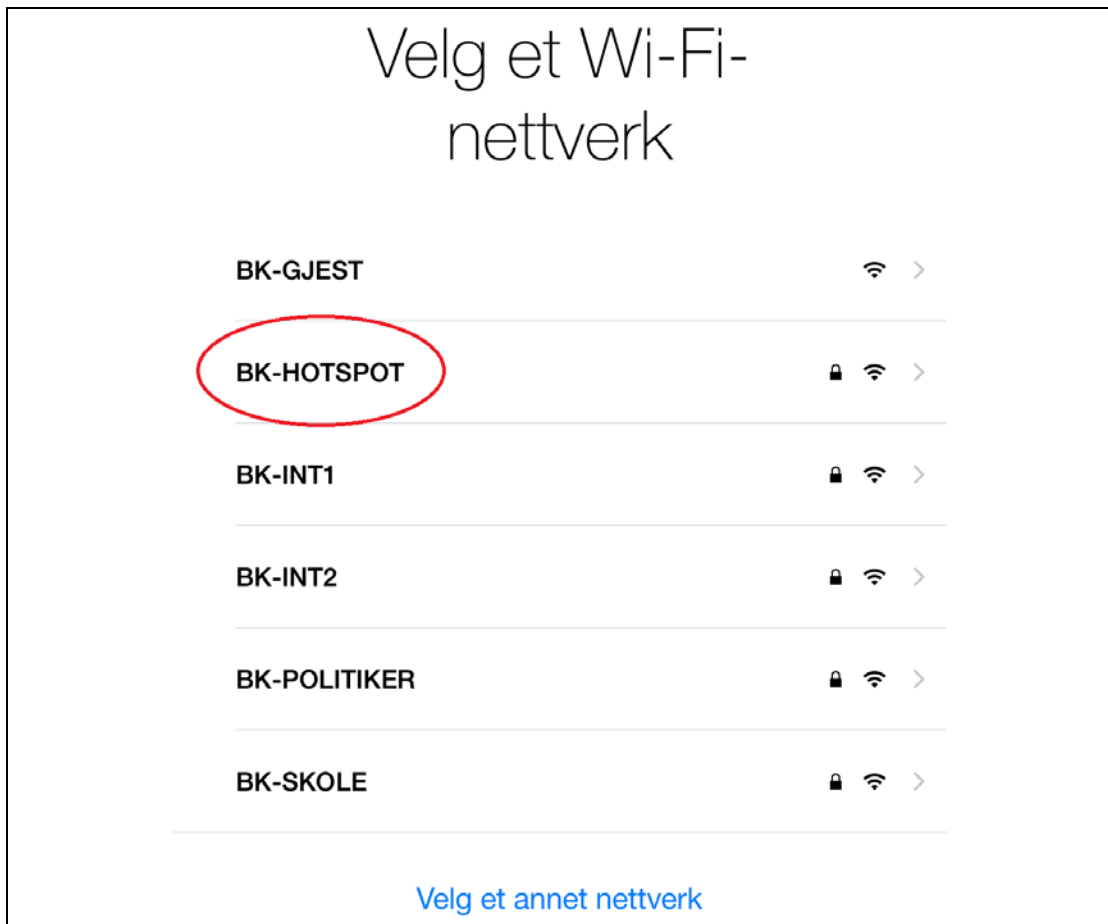 Velg et Wi-Fi-
nettverk
BK-GJEST
BK-HOTSPOT
BK-INT1
BK-INT2
BK-POLITIKER
BK-SKOLE
Velg et annet nettverk